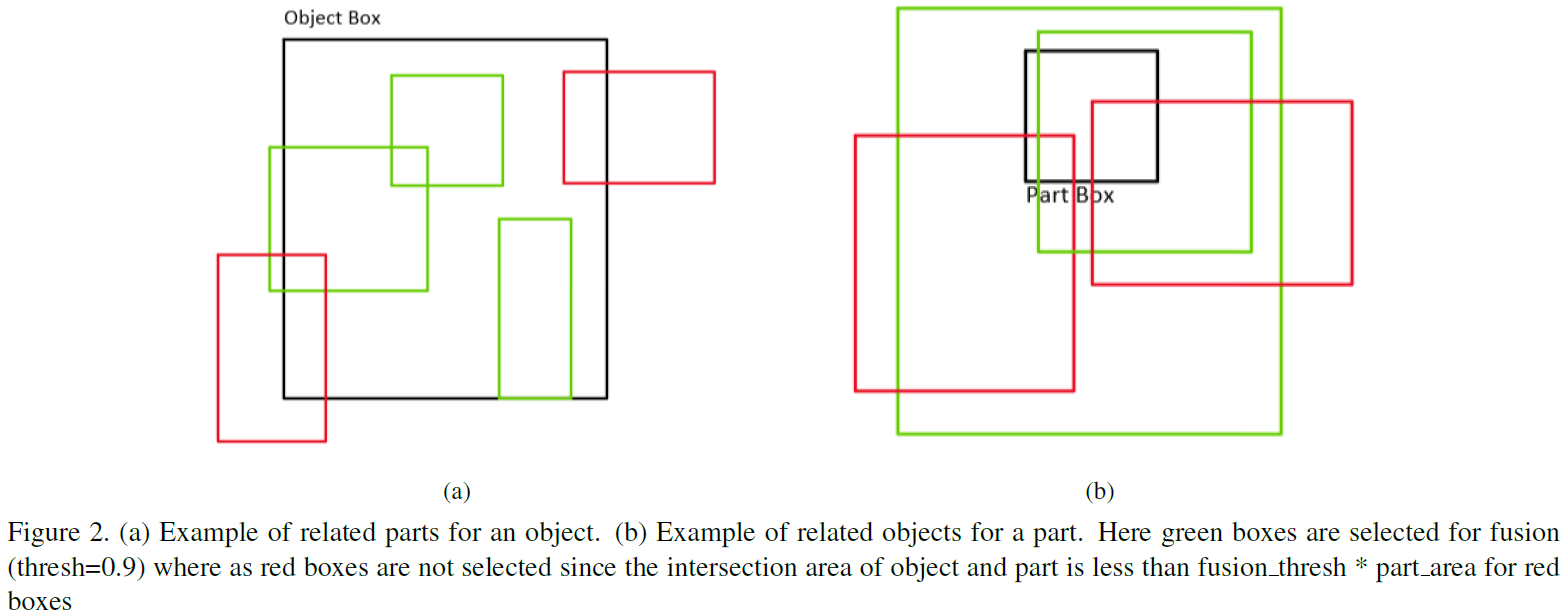 Object Box
Part Box
(a)
(b)
Figure 2. (a) Example of related parts for an object. (b) Example of related objects for a part. Here green boxes are selected for fusion
(thresh=0.9) where as red boxes are not selected since the intersection area of object and part is less than fusion_thresh * part_area for red
boxes